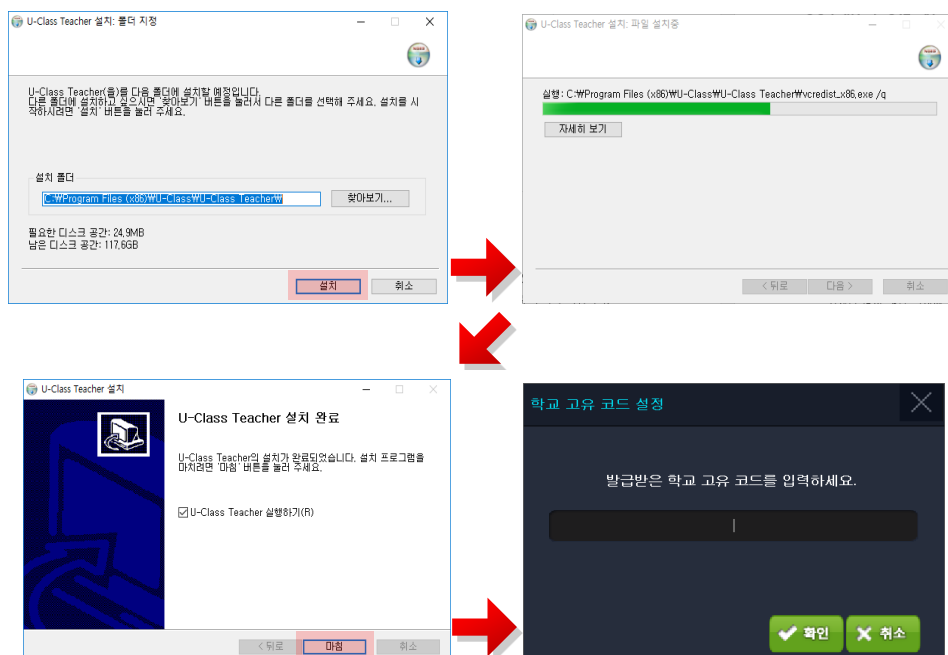 U-Class Teacher 설치: 폴더 지정
U-Class Teacher(을)를 다음 폴더에 설치할 예정입니다.
다른 폴더에 설치하고 싶으시면 '찾아보기' 버튼을 눌러서 다른 폴더를 선택해 주세요. 설치를 시
작하시려면 '설치' 버튼을 눌러 주세요.
설치 폴더
C:₩Program Files (x86)₩U-Class₩U-Class Teacher₩
찾아보기...
필요한 디스크 공간: 24,9MB
남은 디스크 공간: 117,6GB
설치
취소
U-Class Teacher 설치: 파일 설치중
실행: C:₩Program Files (x86)₩U-Class₩U-Class Teacher₩vcredist_x86,exe /q
자세히 보기
< 뒤로
다음 >
취소
U-Class Teacher 설치
U-Class Teacher 설치 완료
U-Class Teacher의 설치가 완료되었습니다. 설치 프로그램을
마치려면 '마침' 버튼을 눌러 주세요.
U-Class Teacher 실행하기(R)
< 뒤로
마침
취소
학교 고유 코드 설정
발급받은 학교 고유 코드를 입력하세요.
확인
취소